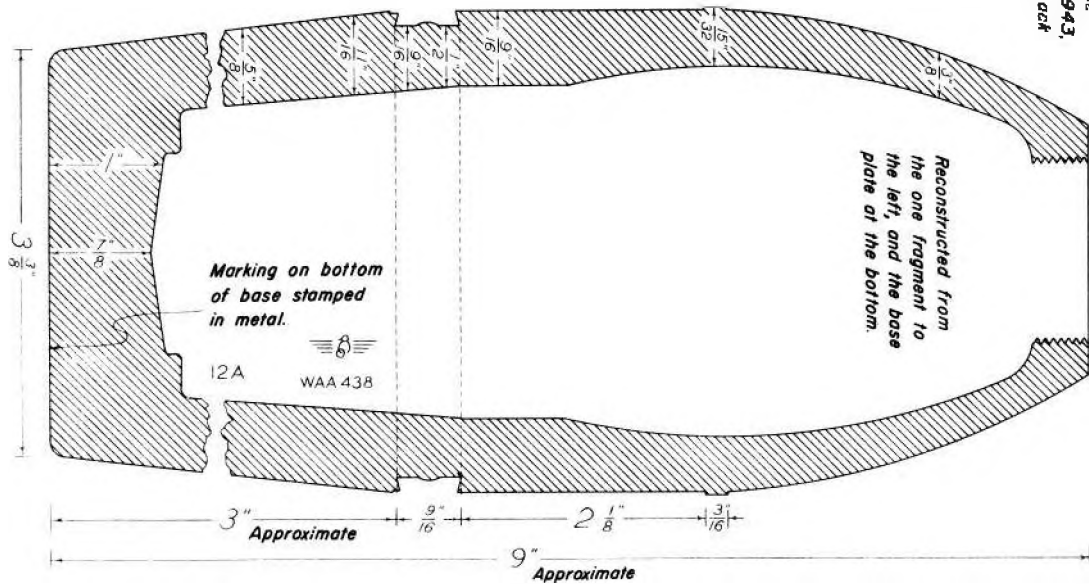 943,
ack
5"
8
11"
16
9"
16
1"
2
9"
16
15"
32
3"
8
1"
7"
8
3 3"
8
Reconstructed from
the one fragment to
the left, and the base
plate at the bottom.
Marking on bottom
of base stamped
in metal.
12A
WAA 438
3"
Approximate
9"
16
2 1"
8
3"
16
9"
Approximate